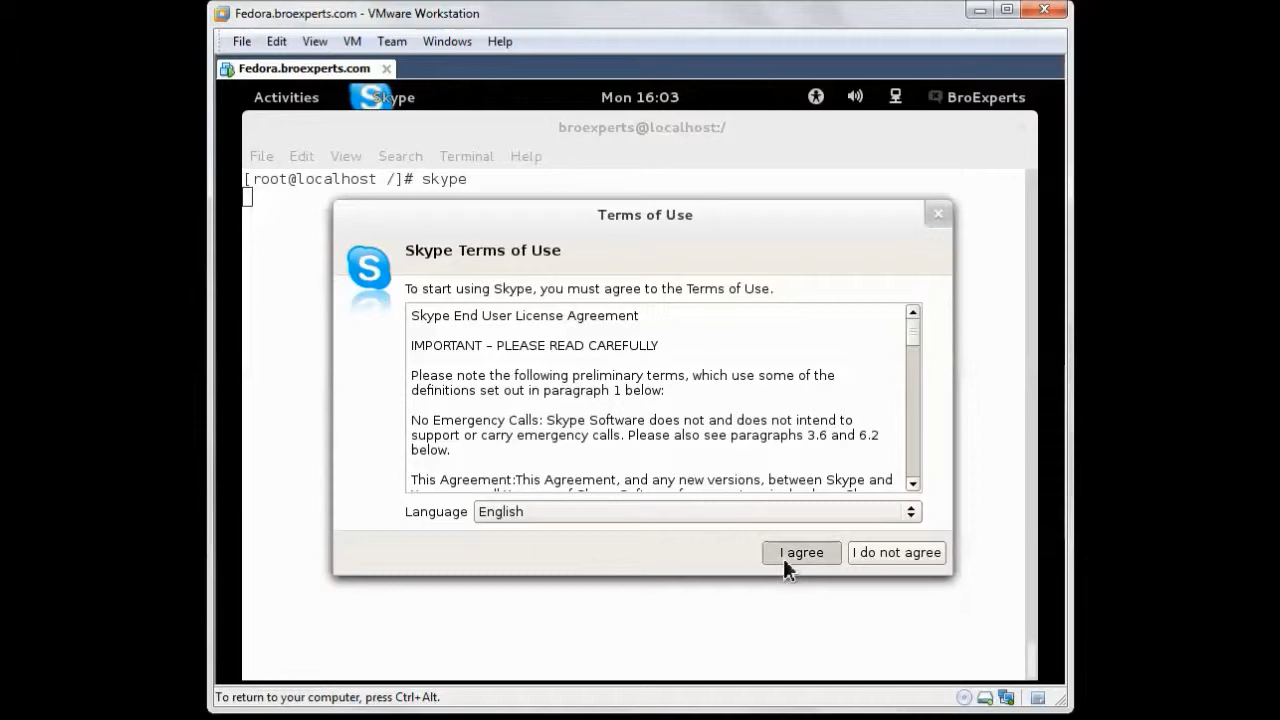 Fedora.broexperts.com - VMware Workstation
File Edit View VM Team Windows Help
Fedora.broexperts.com
Activities Skype Mon 16:03 BroExperts
broexperts@localhost:/
File Edit View Search Terminal Help
[root@localhost /]# skype
Terms of Use
Skype Terms of Use
To start using Skype, you must agree to the Terms of Use.
Skype End User License Agreement
IMPORTANT – PLEASE READ CAREFULLY
Please note the following preliminary terms, which use some of the
definitions set out in paragraph 1 below:
No Emergency Calls: Skype Software does not and does not intend to
support or carry emergency calls. Please also see paragraphs 3.6 and 6.2
below.
This Agreement:This Agreement, and any new versions, between Skype and
Language English
I agree I do not agree
To return to your computer, press Ctrl+Alt.